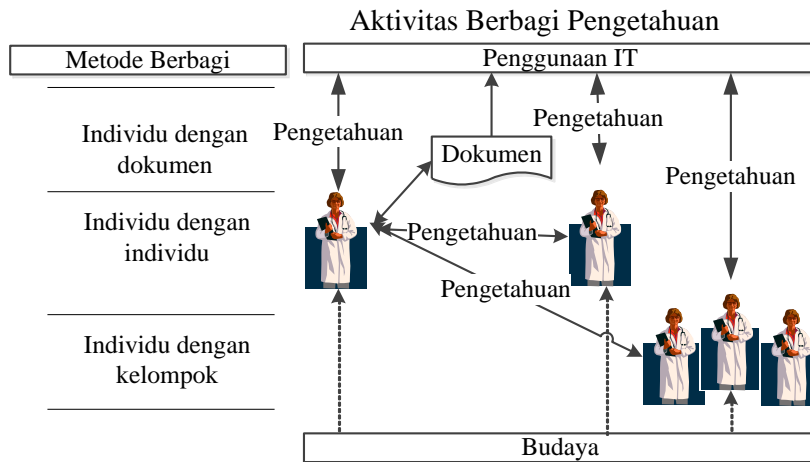 Aktivitas Berbagi Pengetahuan
Metode Berbagi
Penggunaan IT
Individu dengan
dokumen
Pengetahuan
Dokumen
Pengetahuan
Pengetahuan
Individu dengan
individu
Pengetahuan
Pengetahuan
Individu dengan
kelompok
Budaya